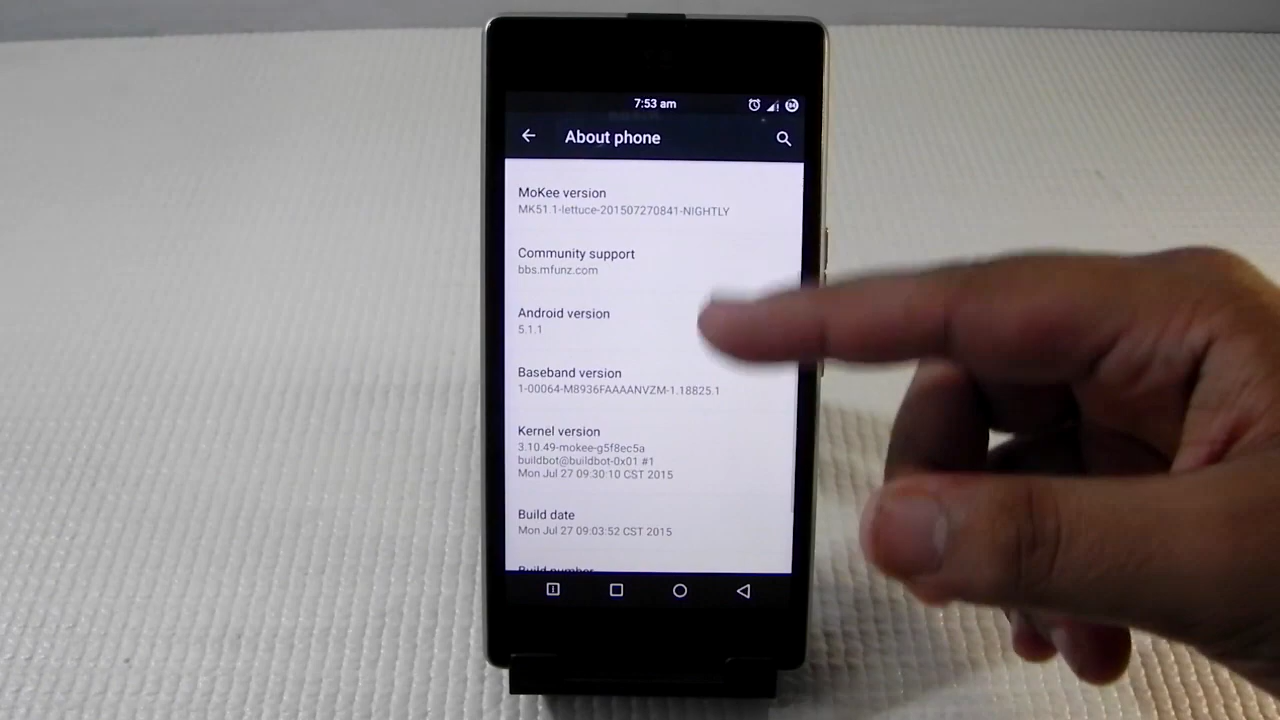 7:53 am
About phone
MoKee version
MK51.1-lettuce-201507270841-NIGHTLY
Community support
bbs.mfunz.com
Android version
5.1.1
Baseband version
1-00064-M8936FAAAANVZM-1.18825.1
Kernel version
3.10.49-mokee-g5f8ec5a
buildbot@buildbot-0x01 #1
Mon Jul 27 09:30:10 CST 2015
Build date
Mon Jul 27 09:03:52 CST 2015
Build number